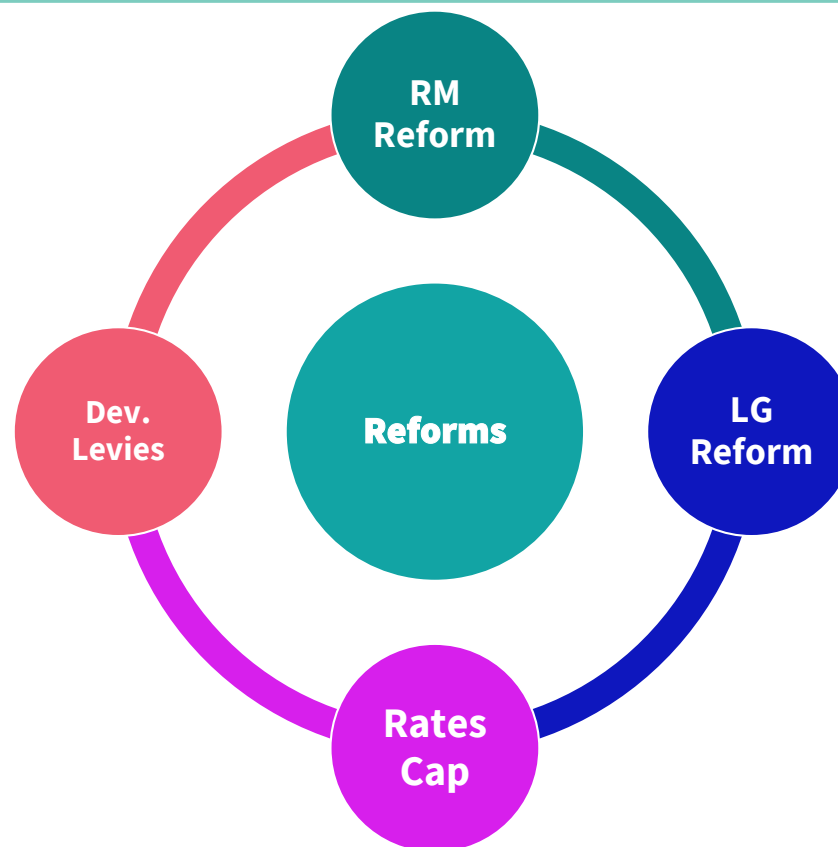 RM
Reform
Dev.
Levies
Reforms
LG
Reform
Rates
Cap